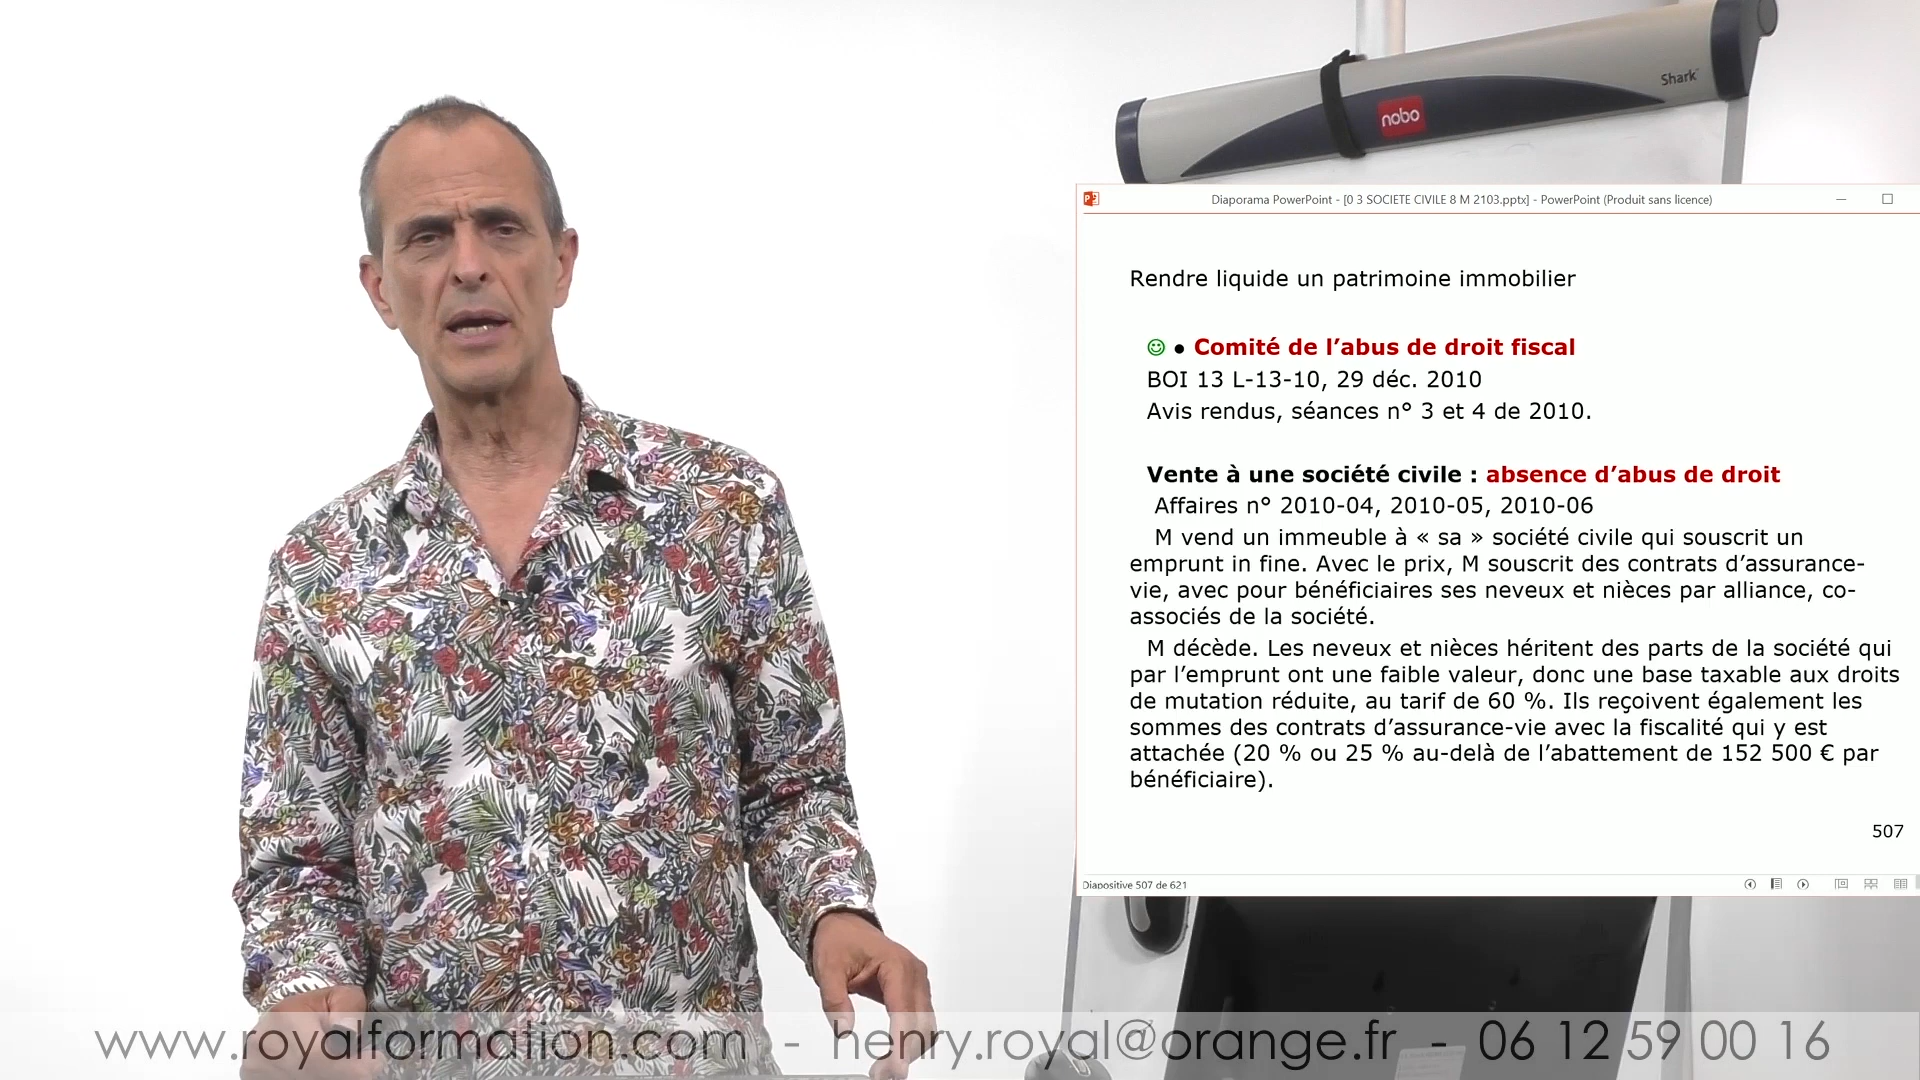 Shark
nobo
Diaporama PowerPoint - [0 3 SOCIETE CIVILE 8 M 2103.pptx] - PowerPoint (Produit sans licence)
Rendre liquide un patrimoine immobilier
☺ ● Comité de l’abus de droit fiscal
BOI 13 L-13-10, 29 déc. 2010
Avis rendus, séances n° 3 et 4 de 2010.
Vente à une société civile : absence d’abus de droit
Affaires n° 2010-04, 2010-05, 2010-06
M vend un immeuble à « sa » société civile qui souscrit un
emprunt in fine. Avec le prix, M souscrit des contrats d’assurance-
vie, avec pour bénéficiaires ses neveux et nièces par alliance, co-
associés de la société.
M décède. Les neveux et nièces héritent des parts de la société qui
par l’emprunt ont une faible valeur, donc une base taxable aux droits
de mutation réduite, au tarif de 60 %. Ils reçoivent également les
sommes des contrats d’assurance-vie avec la fiscalité qui y est
attachée (20 % ou 25 % au-delà de l’abattement de 152 500 € par
bénéficiaire).
507
Diapositive 507 de 621
www.royalformation.com - henry.royal@orange.fr - 06 12 59 00 16